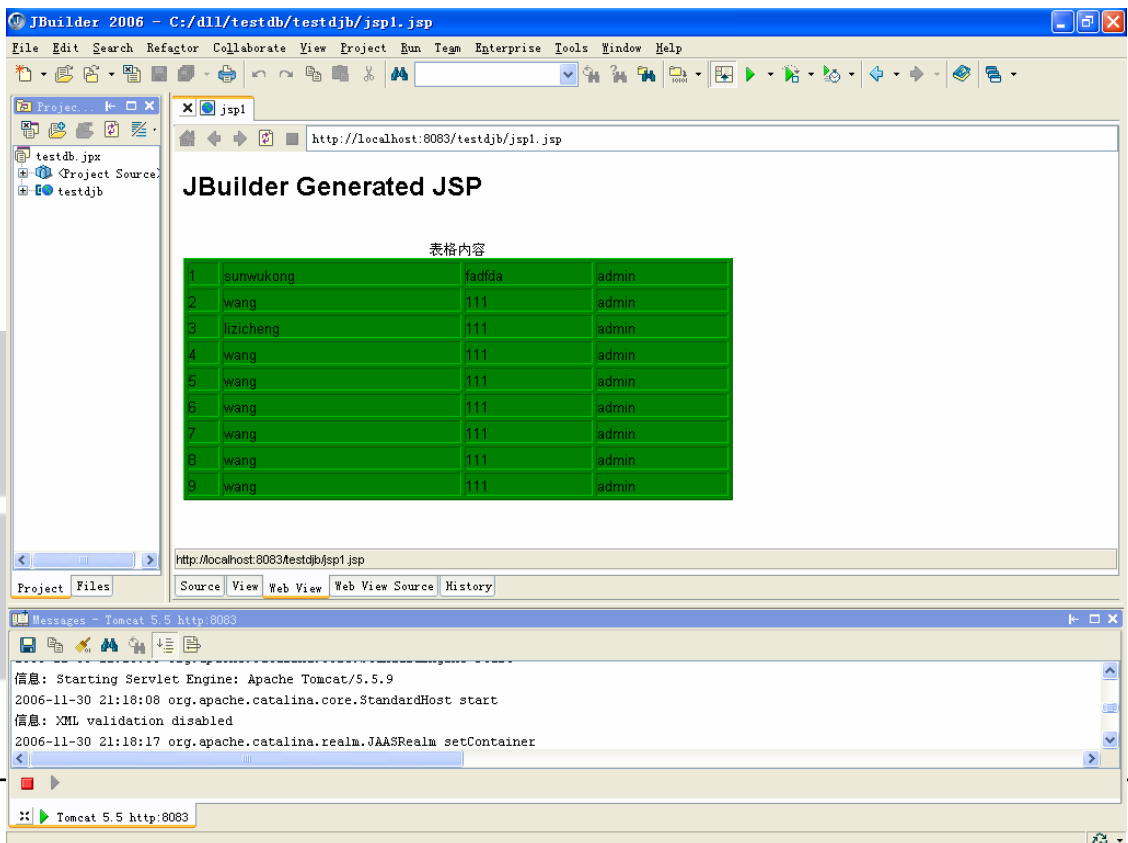 JBuilder 2006 - C:/dll/testdb/testdjb/jsp1.jsp
File Edit Search Refactor Collaborate View Project Run Team Enterprise Tools Window Help
Projec...
jsp1
http://localhost:8083/testdjb/jsp1.jsp
testdb.jpx
<Project Source>
testdjb
JBuilder Generated JSP
表格内容
1 sunwukong fadfda admin
2 wang 111 admin
3 lizicheng 111 admin
4 wang 111 admin
5 wang 111 admin
6 wang 111 admin
7 wang 111 admin
8 wang 111 admin
9 wang 111 admin
http://localhost:8083/testdjb/jsp1.jsp
Project Files
Source View Web View Web View Source History
Messages - Tomcat 5.5 http:8083
信息: Starting Servlet Engine: Apache Tomcat/5.5.9
2006-11-30 21:18:08 org.apache.catalina.core.StandardHost start
信息: XML validation disabled
2006-11-30 21:18:17 org.apache.catalina.realm.JAASRealm setContainer
Tomcat 5.5 http:8083